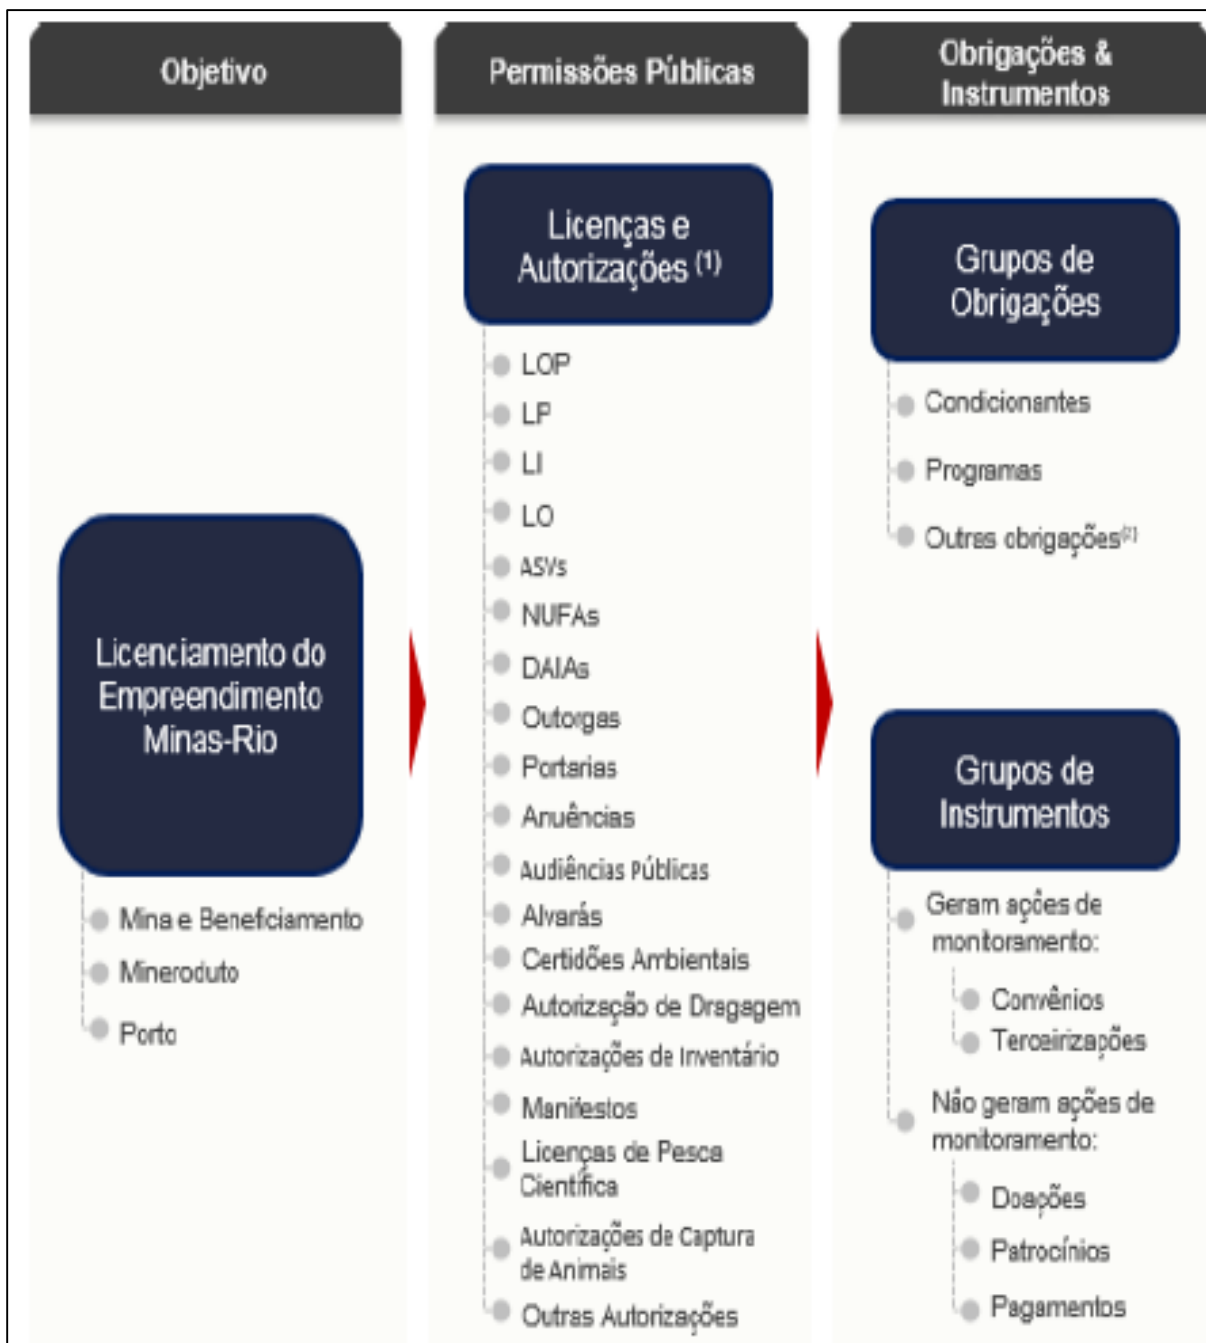 Objetivo
Licenciamento do
Empreendimento
Minas-Rio
Mina e Beneficiamento
Mineroduto
Porto
Permissões Públicas
Licenças e
Autorizações (1)
LOP
LP
LI
LO
ASVs
NUFAs
DAIAs
Outorgas
Portarias
Anuências
Audiências Públicas
Alvarás
Certidões Ambientais
Autorização de Dragagem
Autorizações de Inventário
Manifestos
Licenças de Pesca
Científica
Autorizações de Captura
de Animais
Outras Autorizações
Obrigações &
Instrumentos
Grupos de
Obrigações
Condicionantes
Programas
Outras obrigações(2)
Grupos de
Instrumentos
Geram ações de
monitoramento:
Convênios
Terceirizações
Não geram ações de
monitoramento:
Doações
Patrocínios
Pagamentos